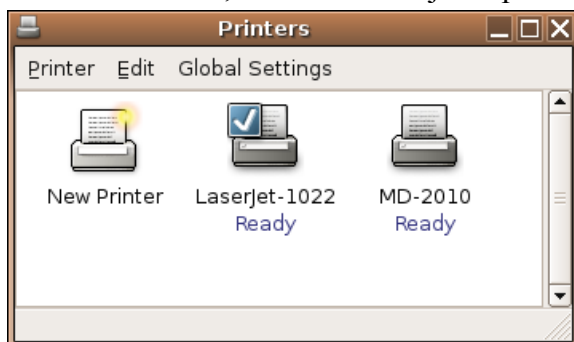 Printers
Printer Edit Global Settings
New Printer LaserJet-1022 MD-2010
Ready Ready